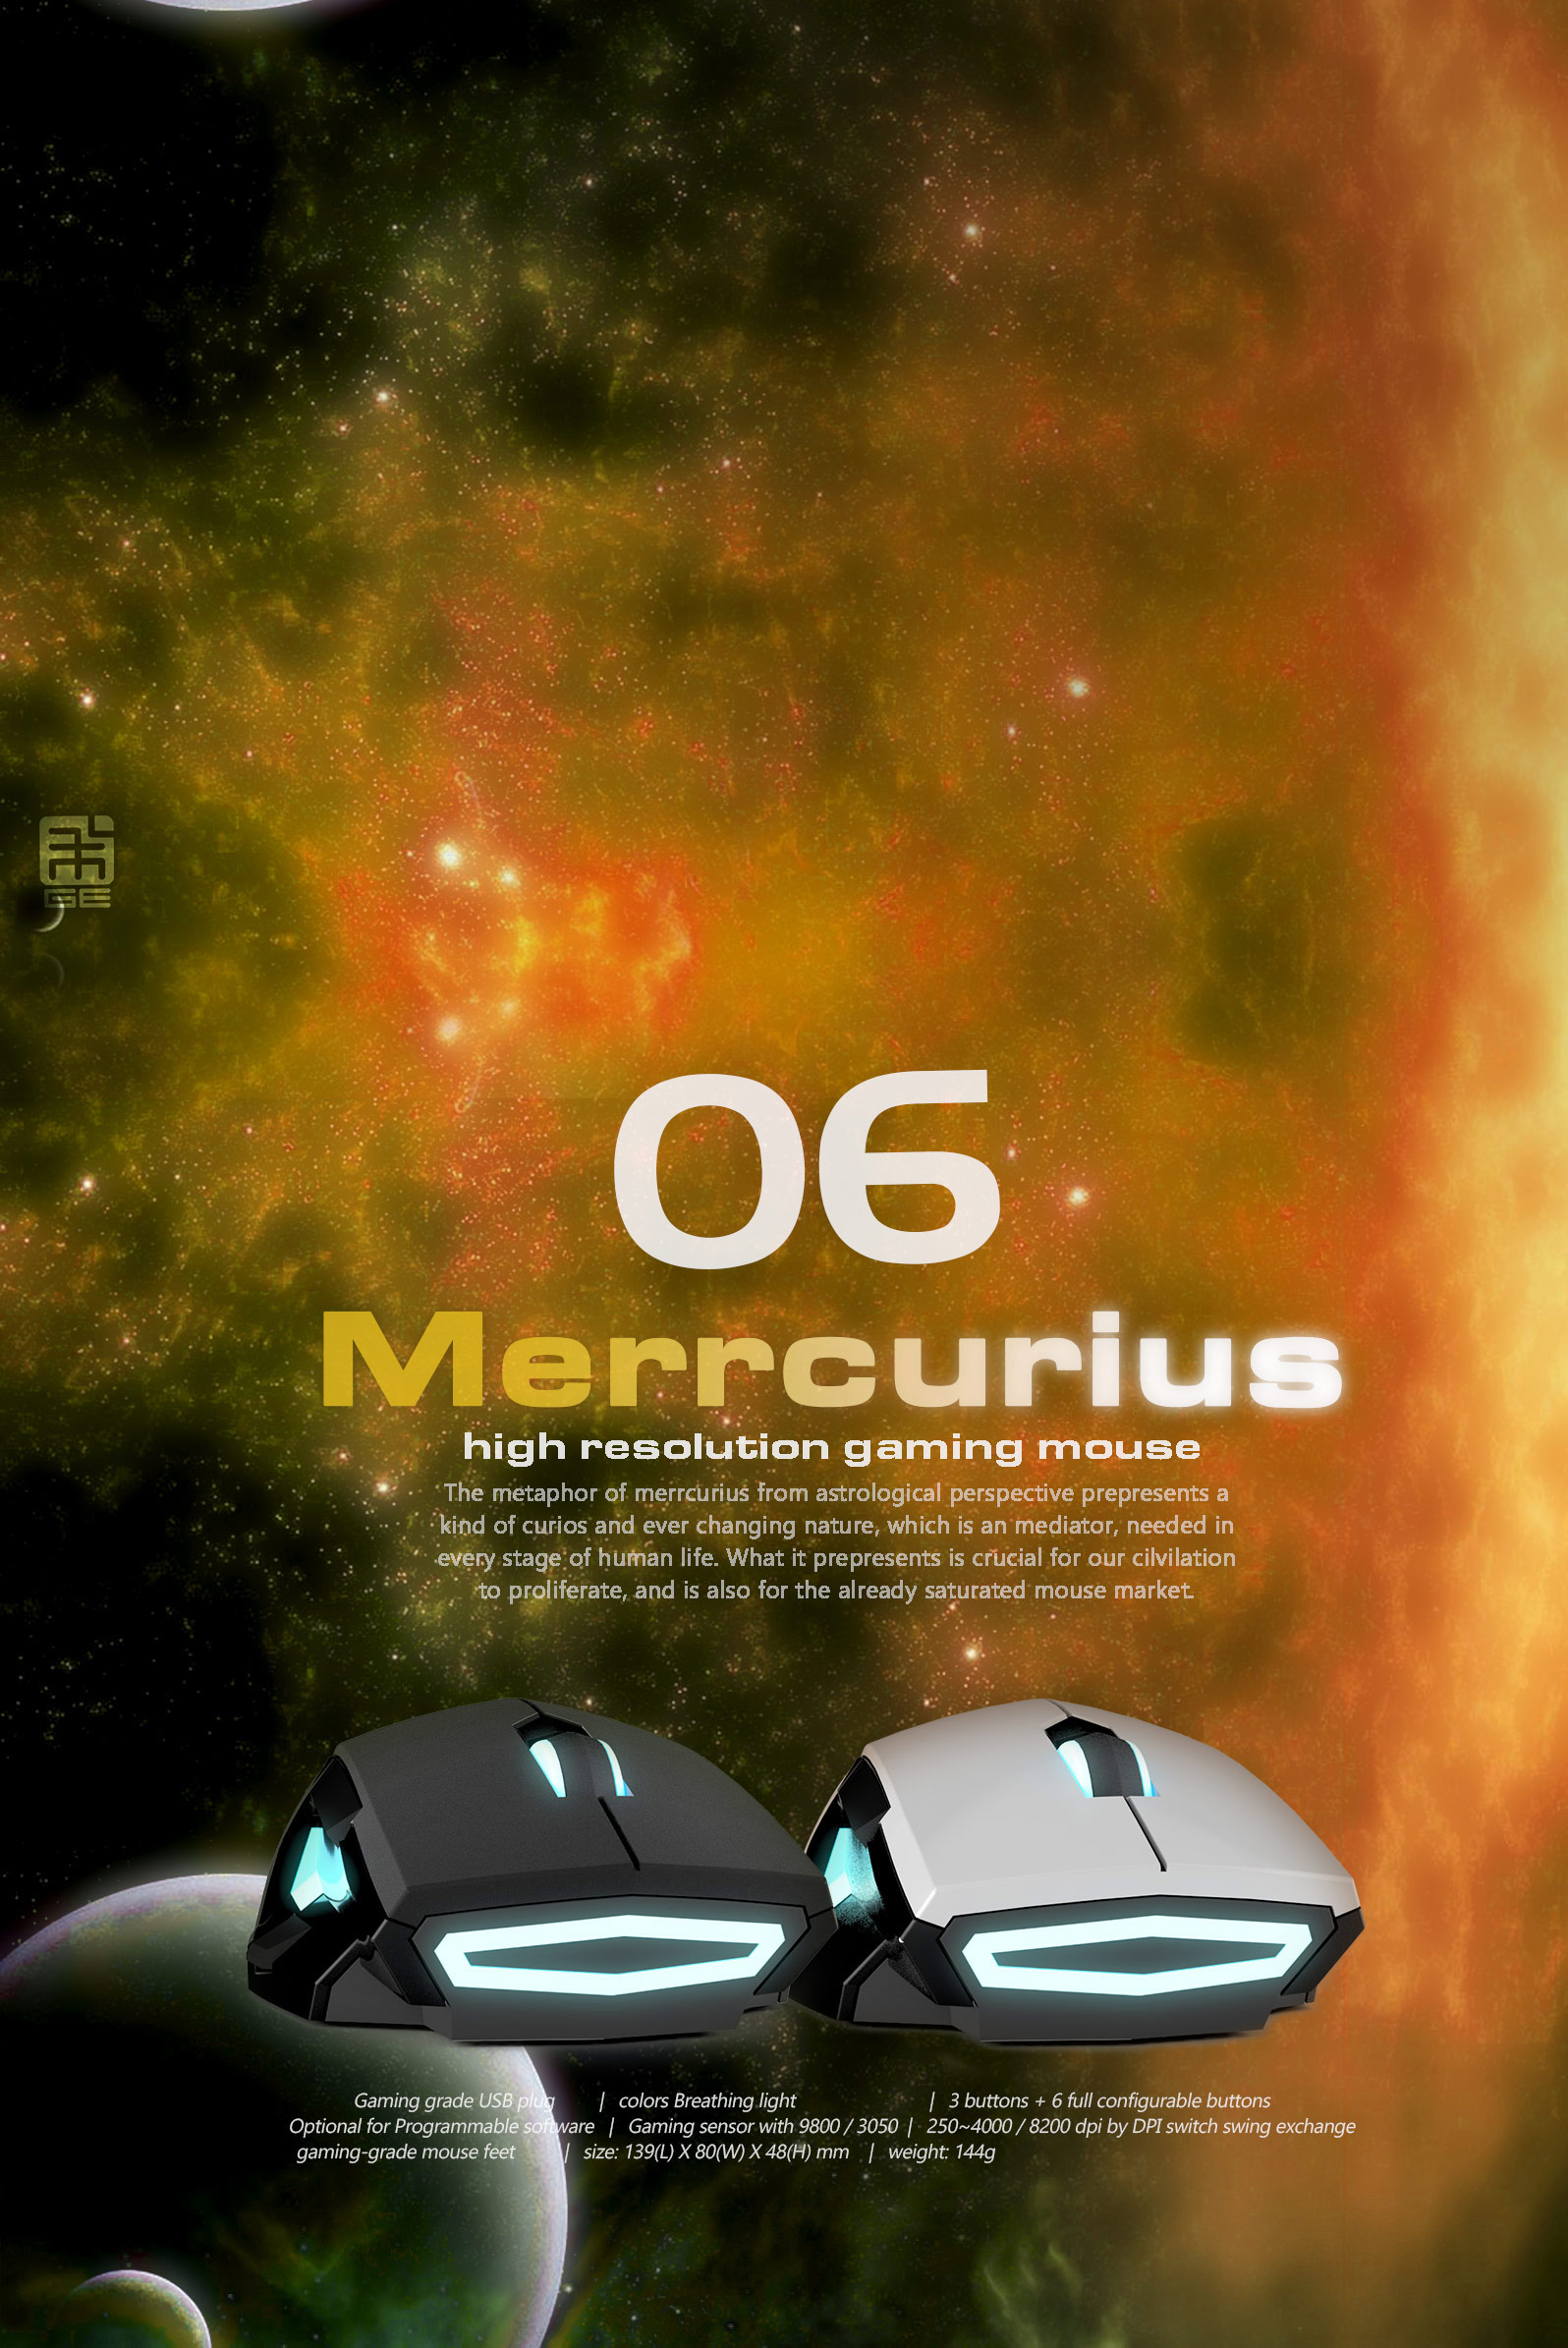 GE
06
Merrcurius
high resolution gaming mouse
The metaphor of merrcurius from astrological perspective prepresents a
kind of curios and ever changing nature, which is an mediator, needed in
every stage of human life. What it prepresents is crucial for our cilvilation
to proliferate, and is also for the already saturated mouse market.
Gaming grade USB plug | colors Breathing light | 3 buttons + 6 full configurable buttons
Optional for Programmable software | Gaming sensor with 9800 / 3050 | 250~4000 / 8200 dpi by DPI switch swing exchange
gaming-grade mouse feet | size: 139(L) X 80(W) X 48(H) mm | weight: 144g